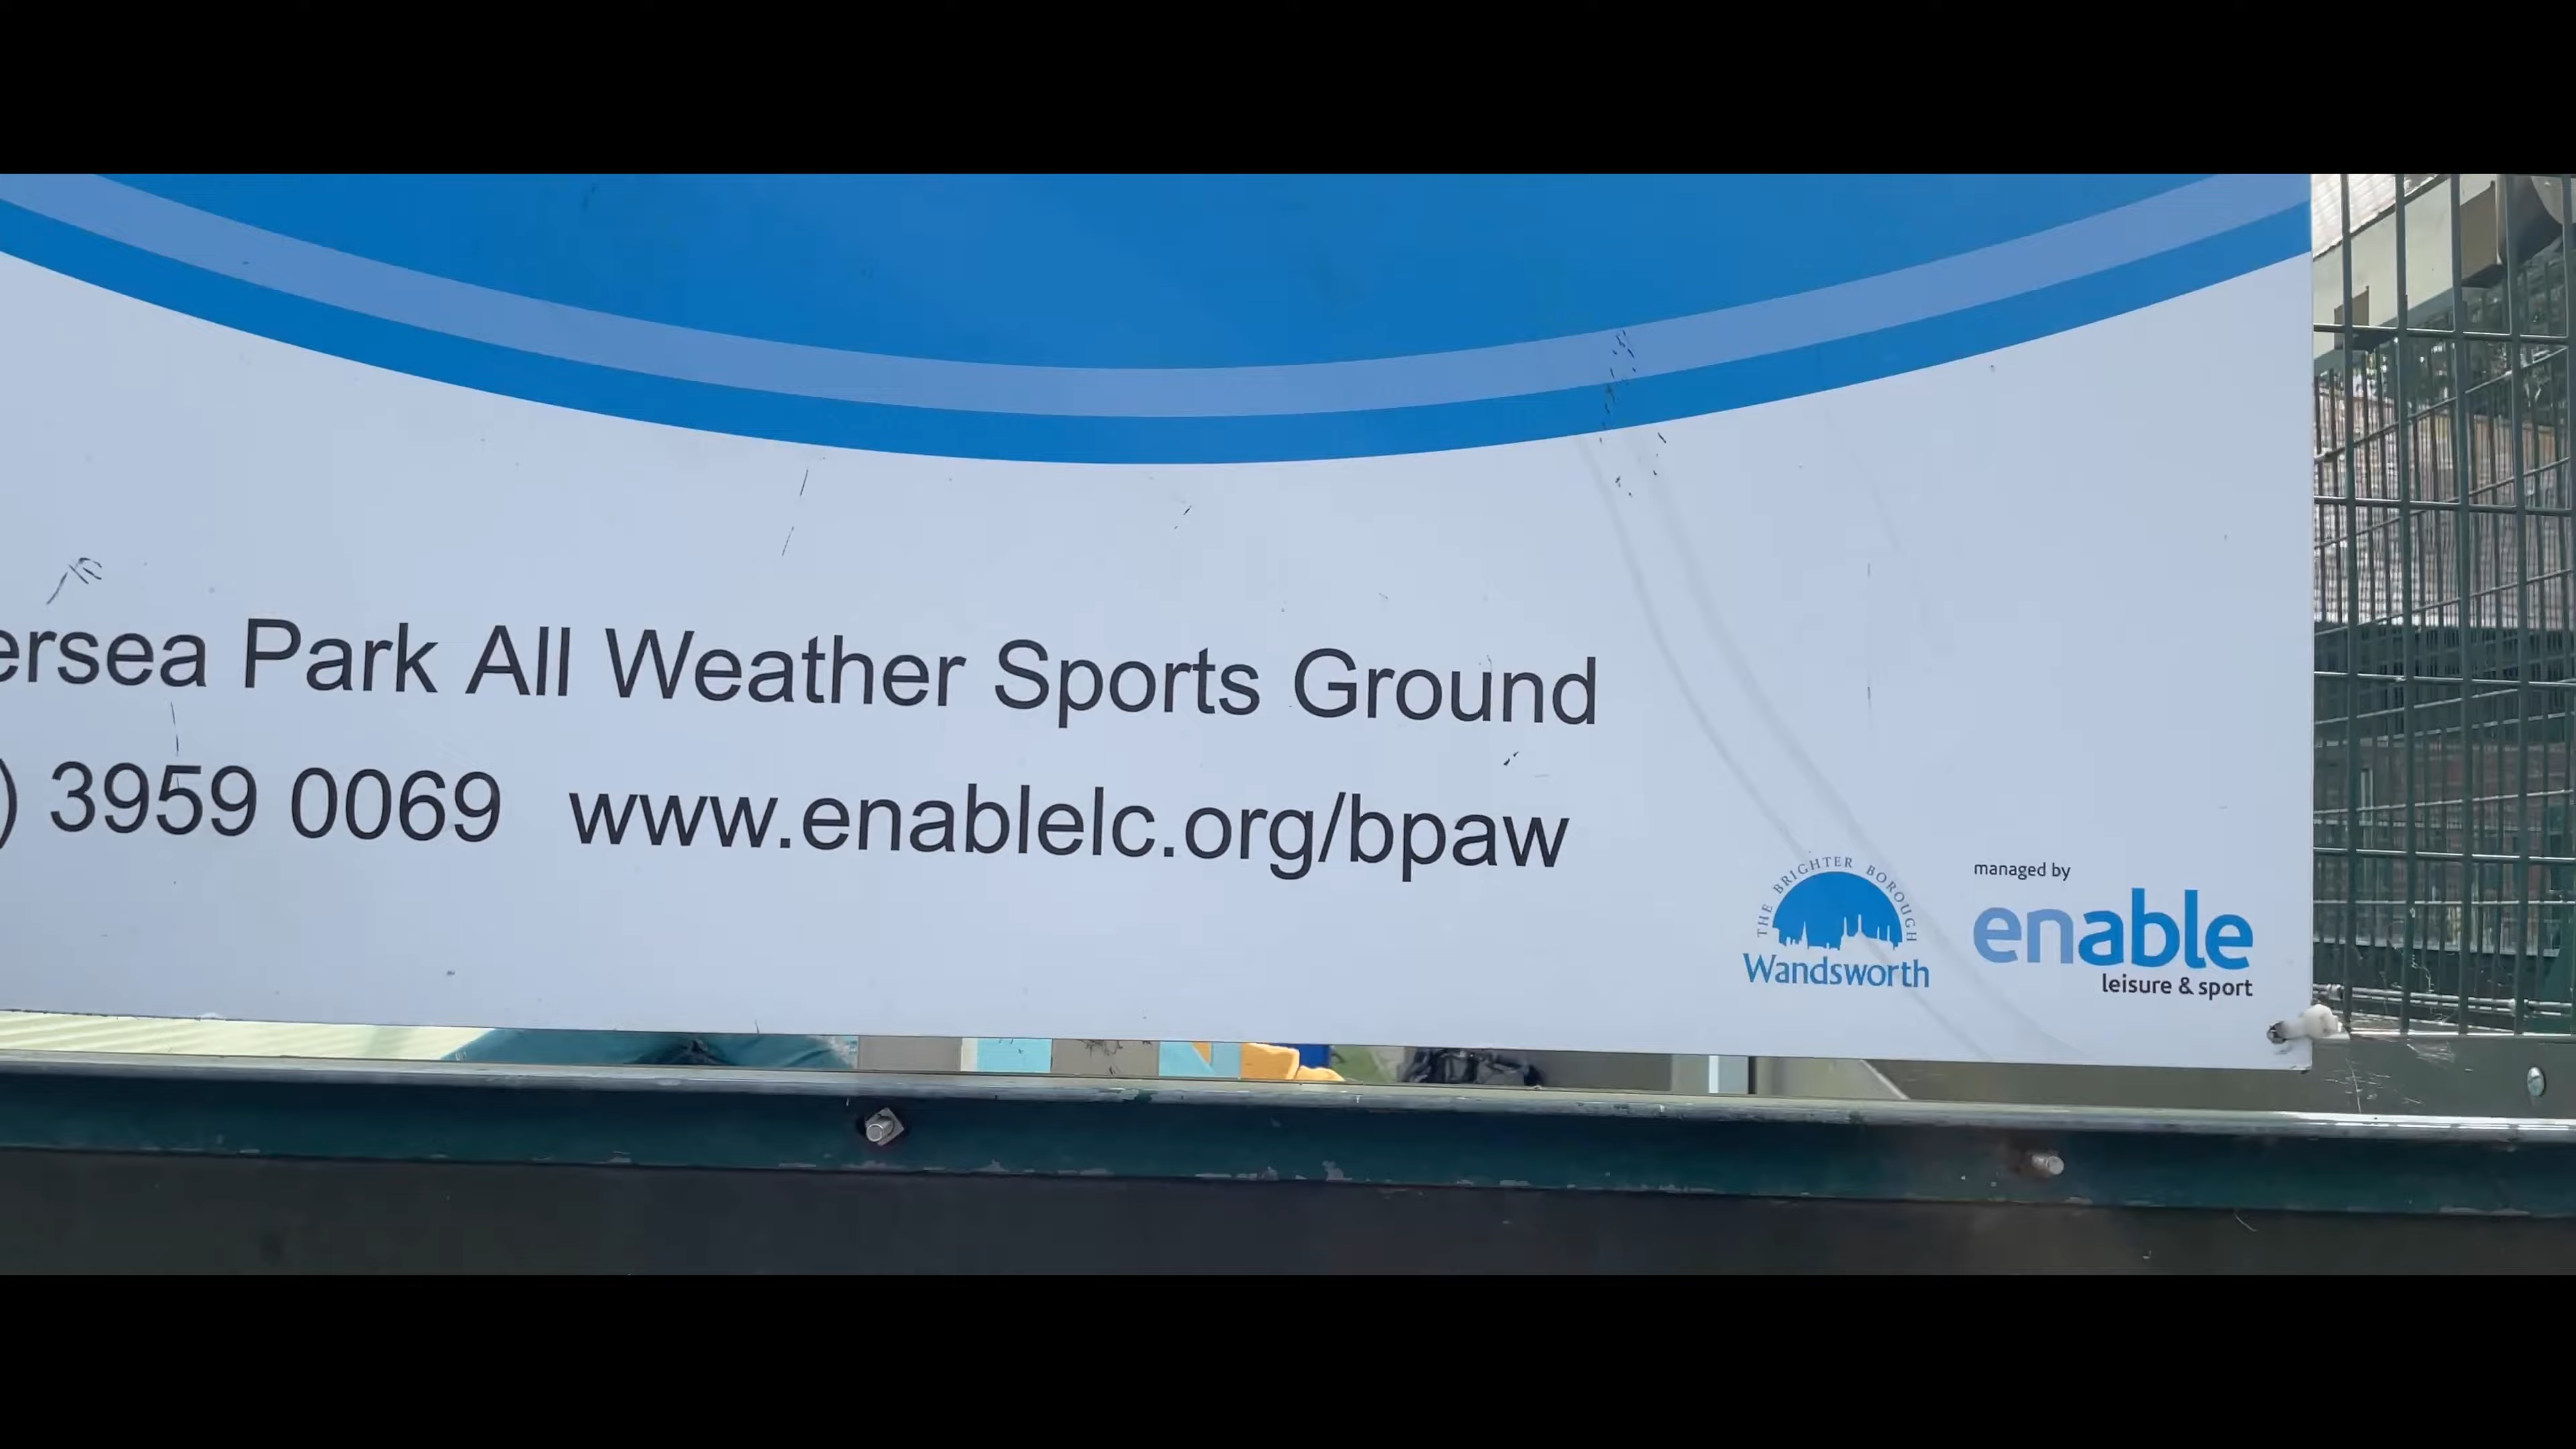 ersea Park All Weather Sports Ground
) 3959 0069 www.enablelc.org/bpaw
THE BRIGHTER BOROUGH
Wandsworth
managed by
enable
leisure & sport